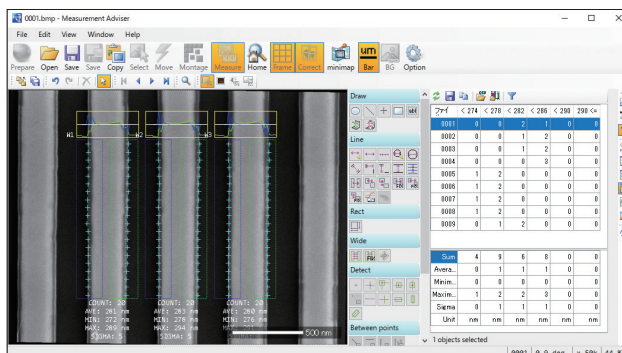 0001.bmp - Measurement Adviser
File Edit View Window Help
Prepare Open Save Save Copy Select Move Montage Measure Home Frame Correct minimap Bar BG Option
um
Draw
Line
Rect
Wide
Detect
Between points
W1 W2 W3
COUNT: 20 COUNT: 20 COUNT: 20
AVE: 281 nm AVE: 283 nm AVE: 280 nm
MIN: 272 nm MIN: 278 nm MIN: 276 nm
MAX: 289 nm MAX: 294 nm
SIGMA: 5 SIGMA: 5
500 nm
ファイ < 274 < 278 < 282 < 286 < 290 290 <=
0001 0 0 2 1 0 0
0002 0 0 1 2 0 0
0003 0 0 1 2 0 0
0004 0 0 0 3 0 0
0005 1 2 0 0 0 0
0006 1 2 0 0 0 0
0007 1 2 0 0 0 0
0008 1 2 0 0 0 0
0009 0 1 2 0 0 0
Sum 4 9 6 8 0 0
Avera... 0 1 1 1 0 0
Minim... 0 0 0 0 0 0
Maxim... 1 2 2 3 0 0
Sigma 0 1 1 1 0 0
Unit nm nm nm nm nm nm
1 objects selected